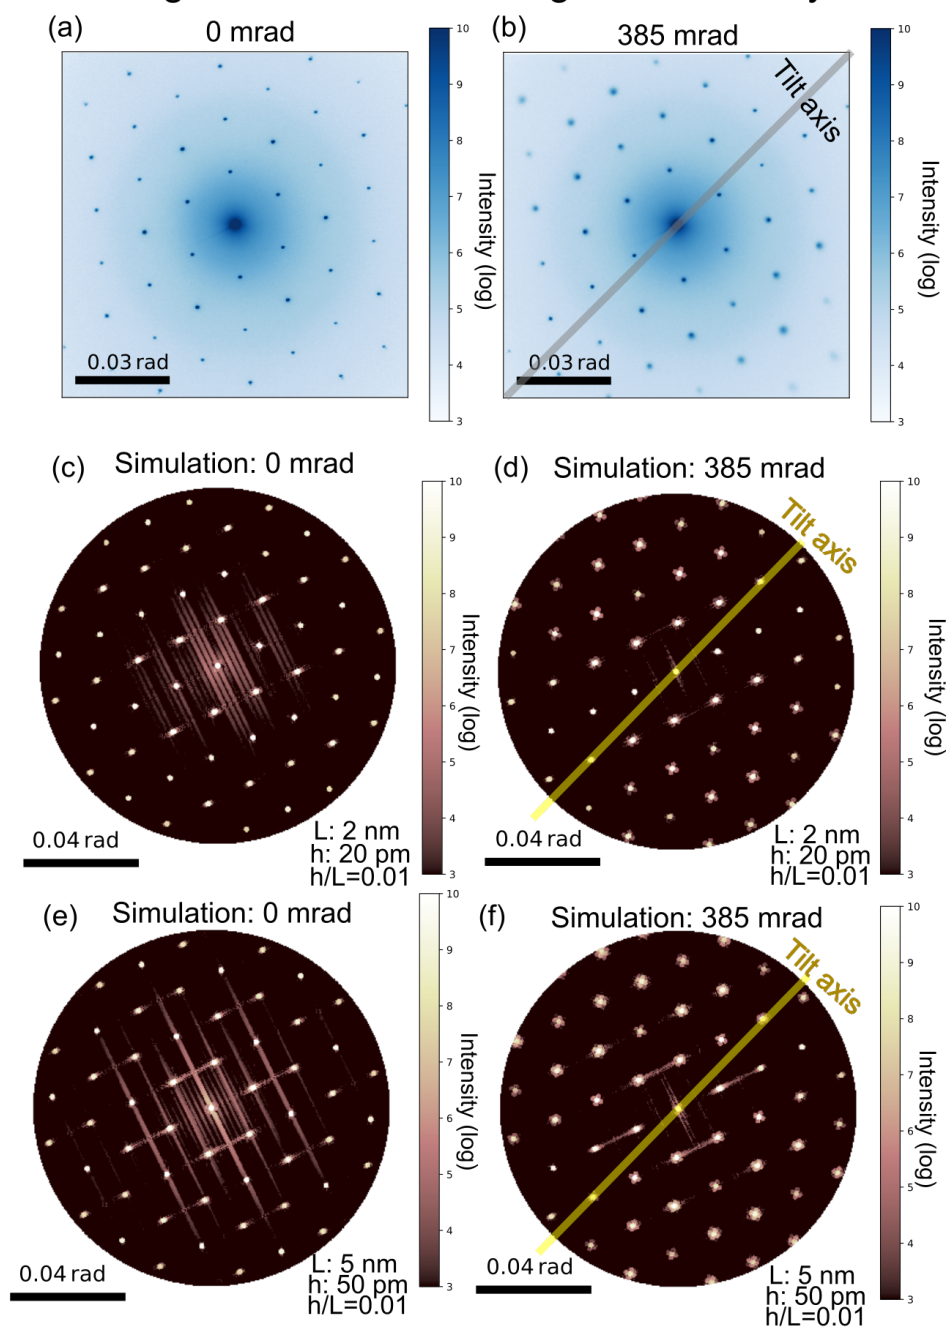 (a)
0 mrad
10
9
8
7
6
5
4
3
Intensity (log)
0.03 rad
(b)
385 mrad
Tilt axis
10
9
8
7
6
5
4
3
Intensity (log)
0.03 rad
(c)
Simulation: 0 mrad
10
9
8
7
6
5
4
3
Intensity (log)
0.04 rad
L: 2 nm
h: 20 pm
h/L=0.01
(d)
Simulation: 385 mrad
Tilt axis
10
9
8
7
6
5
4
3
Intensity (log)
0.04 rad
L: 2 nm
h: 20 pm
h/L=0.01
(e)
Simulation: 0 mrad
10
9
8
7
6
5
4
3
Intensity (log)
0.04 rad
L: 5 nm
h: 50 pm
h/L=0.01
(f)
Simulation: 385 mrad
Tilt axis
10
9
8
7
6
5
4
3
Intensity (log)
0.04 rad
L: 5 nm
h: 50 pm
h/L=0.01